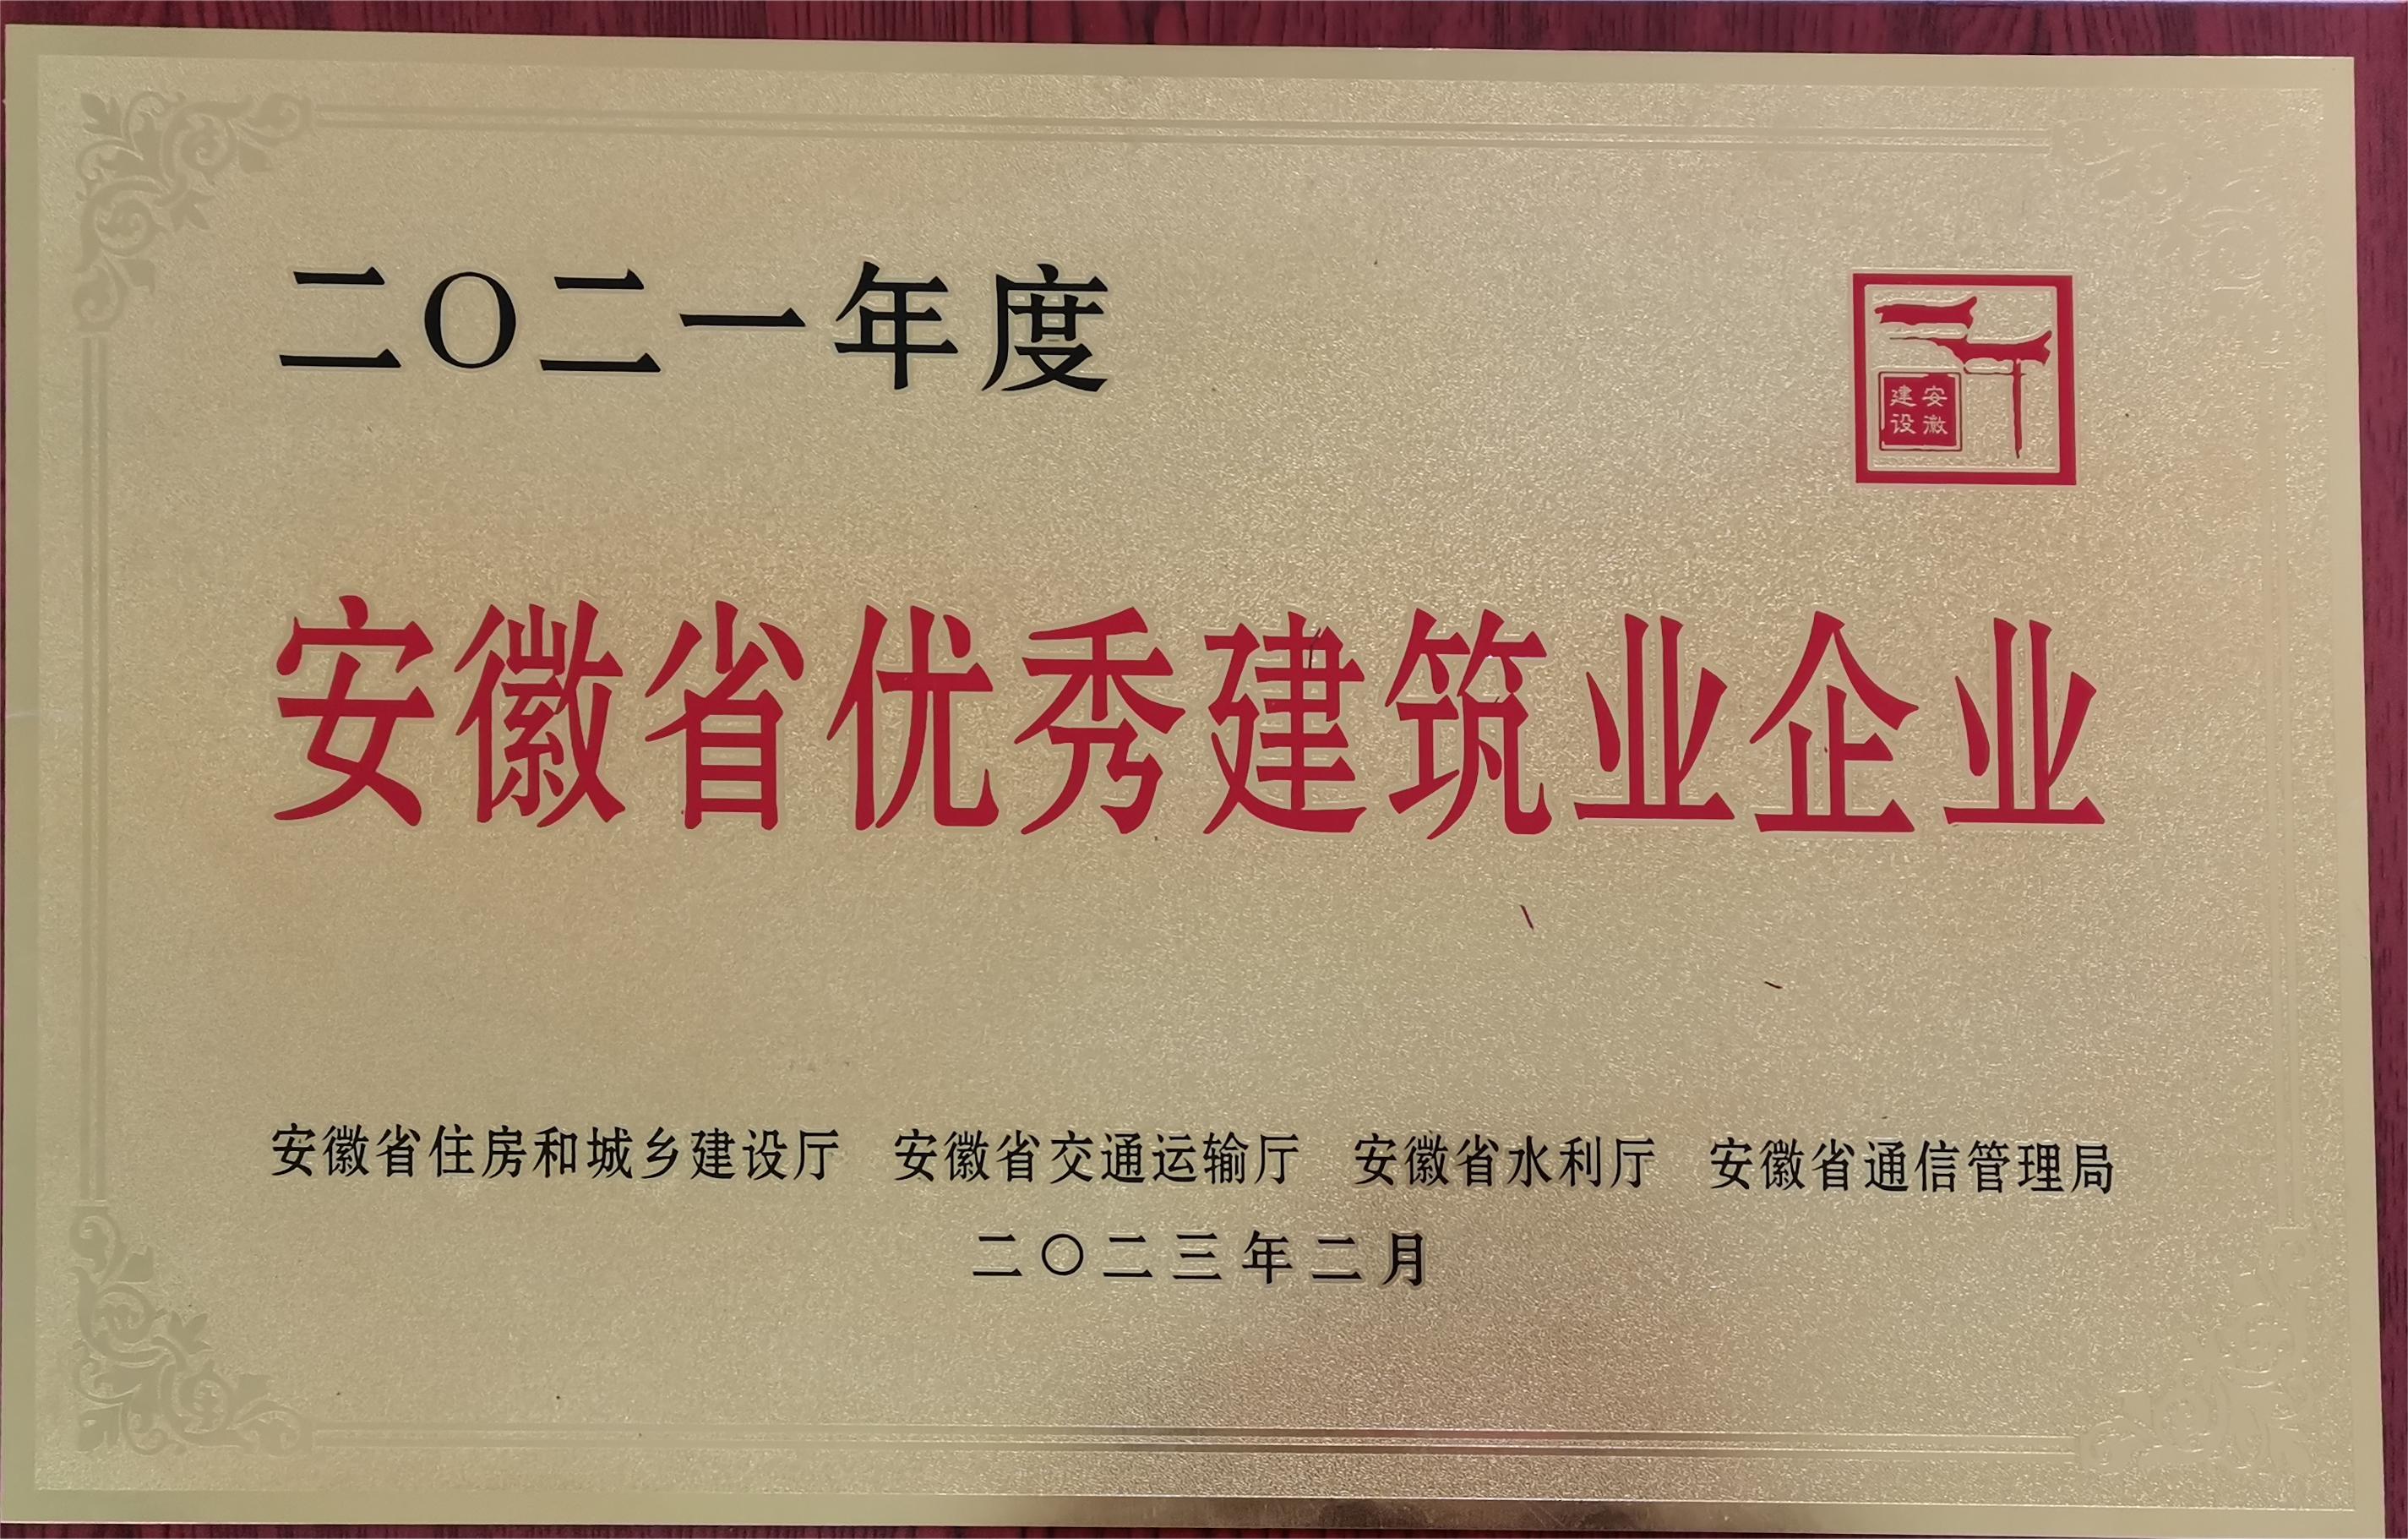 二〇二一年度
安徽
建设
安徽省优秀建筑业企业
安徽省住房和城乡建设厅 安徽省交通运输厅 安徽省水利厅 安徽省通信管理局
二〇二三年二月